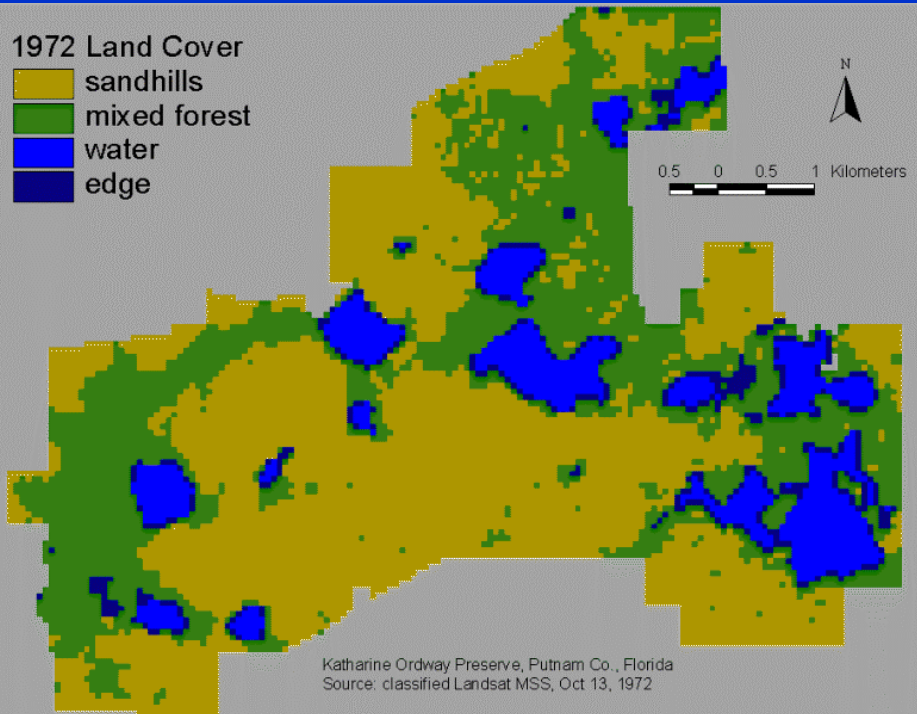 1972 Land Cover
sandhills
mixed forest
water
edge
N
0.5 0 0.5 1 Kilometers
Katharine Ordway Preserve, Putnam Co., Florida
Source: classified Landsat MSS, Oct 13, 1972